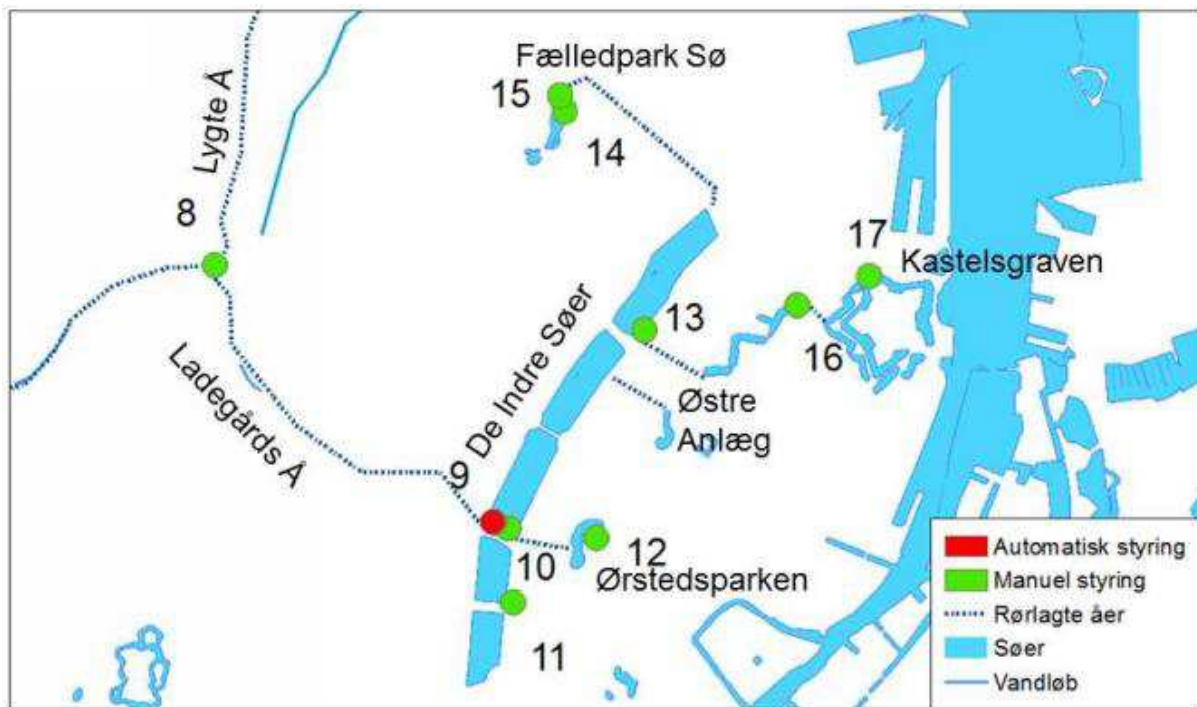 Fælledpark Sø
15
14
Lygte Å
8
17
Kastelsgraven
13
16
De Indre Søer
Østre
Anlæg
Ladegårds Å
9
10
12
Ørstedsparken
11
Automatisk styring
Manuel styring
Rørlagte åer
Søer
Vandløb